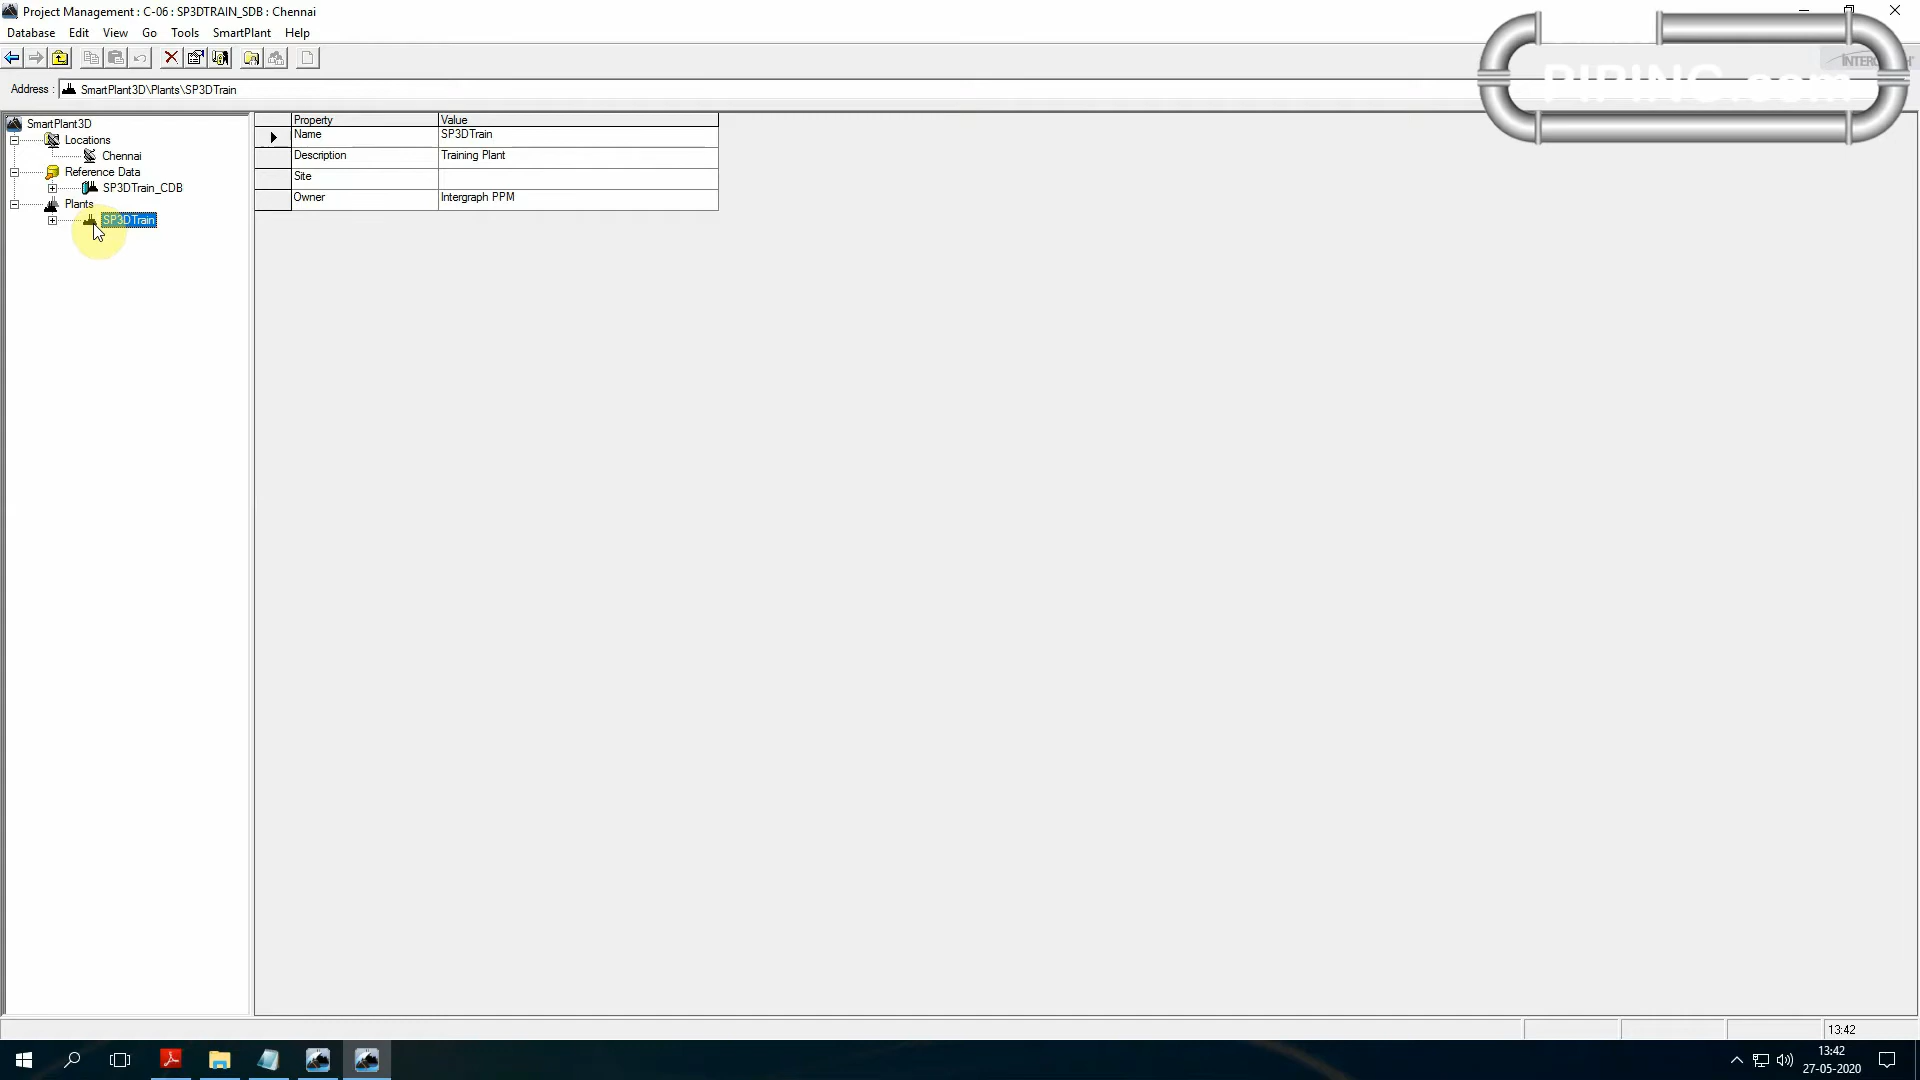 Project Management : C-06 : SP3DTRAIN_SDB : Chennai
Database Edit View Go Tools SmartPlant Help
Address : SmartPlant3D\Plants\SP3DTrain
PIPING.com
SmartPlant3D
Locations
Chennai
Reference Data
SP3DTrain_CDB
Plants
SP3DTrain
Property Value
Name SP3DTrain
Description Training Plant
Site
Owner Intergraph PPM
13:42
13:42
27-05-2020